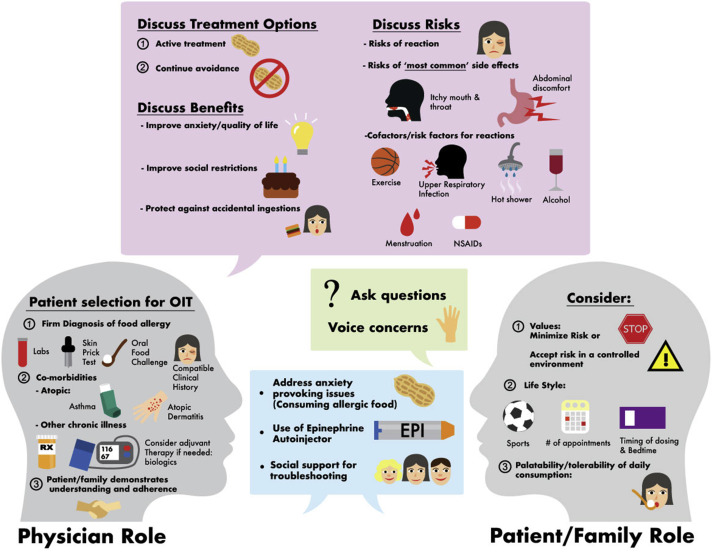 Discuss Treatment Options
1 Active treatment
2 Continue avoidance
Discuss Benefits
- Improve anxiety/quality of life
- Improve social restrictions
- Protect against accidental ingestions
Discuss Risks
- Risks of reaction
- Risks of 'most common' side effects
Itchy mouth &
throat
Abdominal
discomfort
-Cofactors/risk factors for reactions
Exercise
Upper Respiratory
Infection
Hot shower
Alcohol
Menstruation
NSAIDs
Patient selection for OIT
1 Firm Diagnosis of food allergy
Labs
Skin
Prick
Test
Oral
Food
Challenge
Compatible
Clinical
History
2 Co-morbidities
- Atopic:
Asthma
Atopic
Dermatitis
- Other chronic illness
RX
116
67
Consider adjuvant
Therapy if needed:
biologics
3 Patient/family demonstrates
understanding and adherence
Physician Role
? Ask questions
Voice concerns
Address anxiety
• provoking issues
(Consuming allergic food)
• Use of Epinephrine
Autoinjector
EPI
• Social support for
troubleshooting
Consider:
1 Values:
Minimize Risk or
STOP
Accept risk in a controlled
environment
!
2 Life Style:
Sports
# of appointments
Timing of dosing
& Bedtime
3 Palatability/tolerability of daily
consumption:
Patient/Family Role